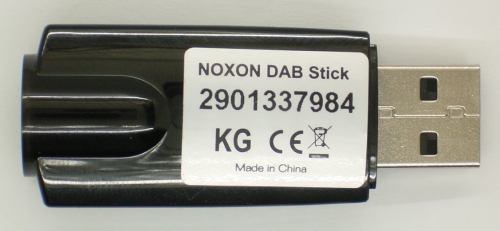 NOXON DAB Stick
2901337984
KG CE
Made in China